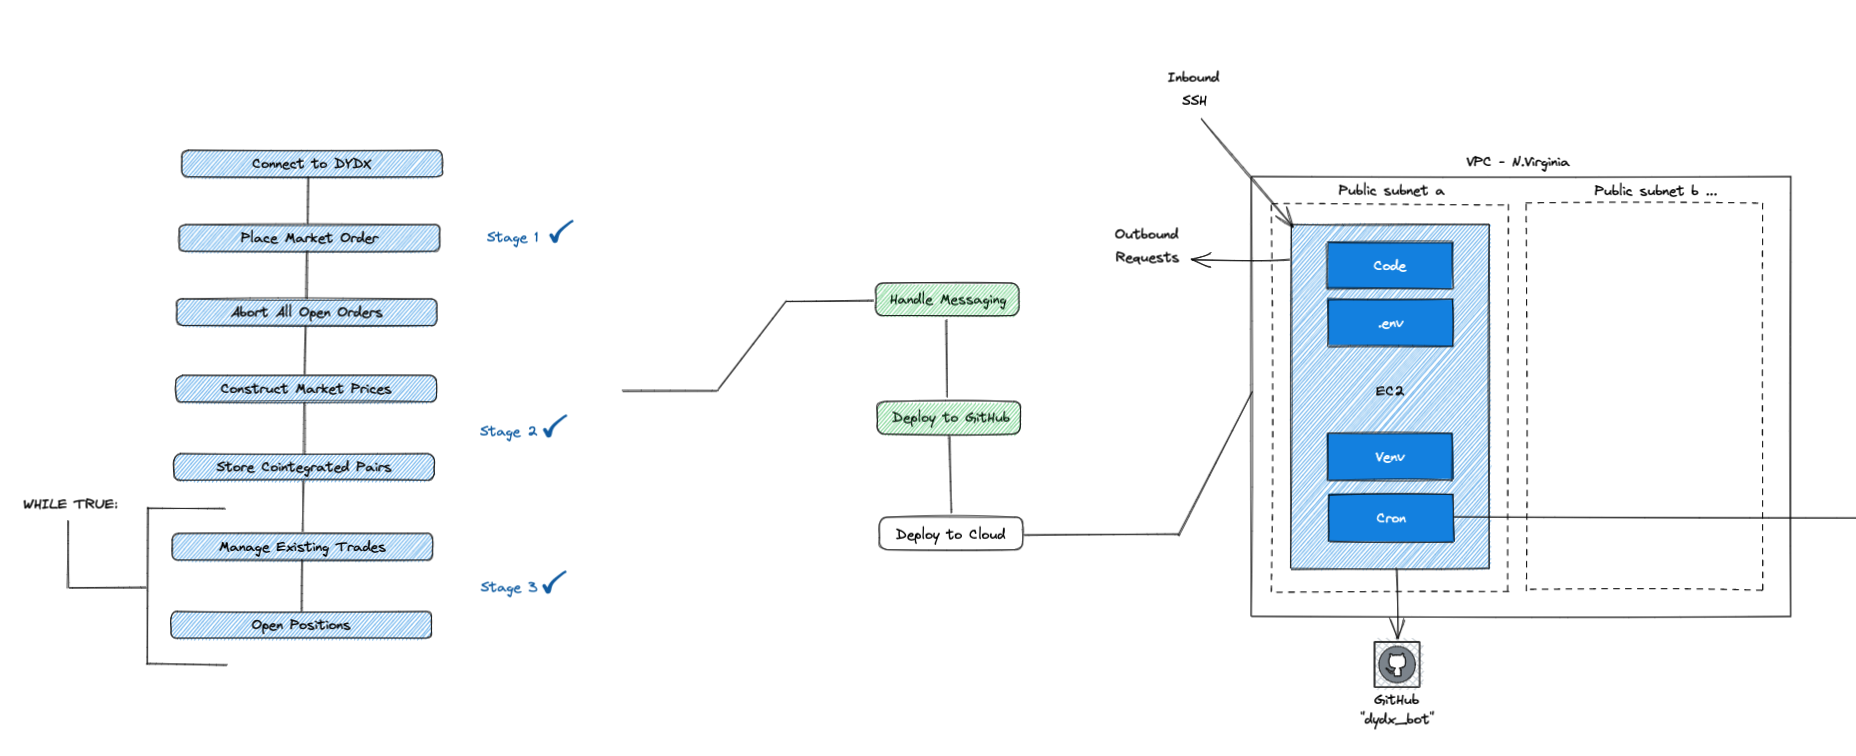 Connect to DYDX
Place Market Order
Stage 1
Abort All Open Orders
Construct Market Prices
Stage 2
Store Cointegrated Pairs
WHILE TRUE:
Manage Existing Trades
Stage 3
Open Positions
Handle Messaging
Deploy to GitHub
Deploy to Cloud
Inbound
SSH
Outbound
Requests
VPC - N.Virginia
Public subnet a
Public subnet b ...
Code
.env
EC2
Venv
Cron
GitHub
"dydx_bot"